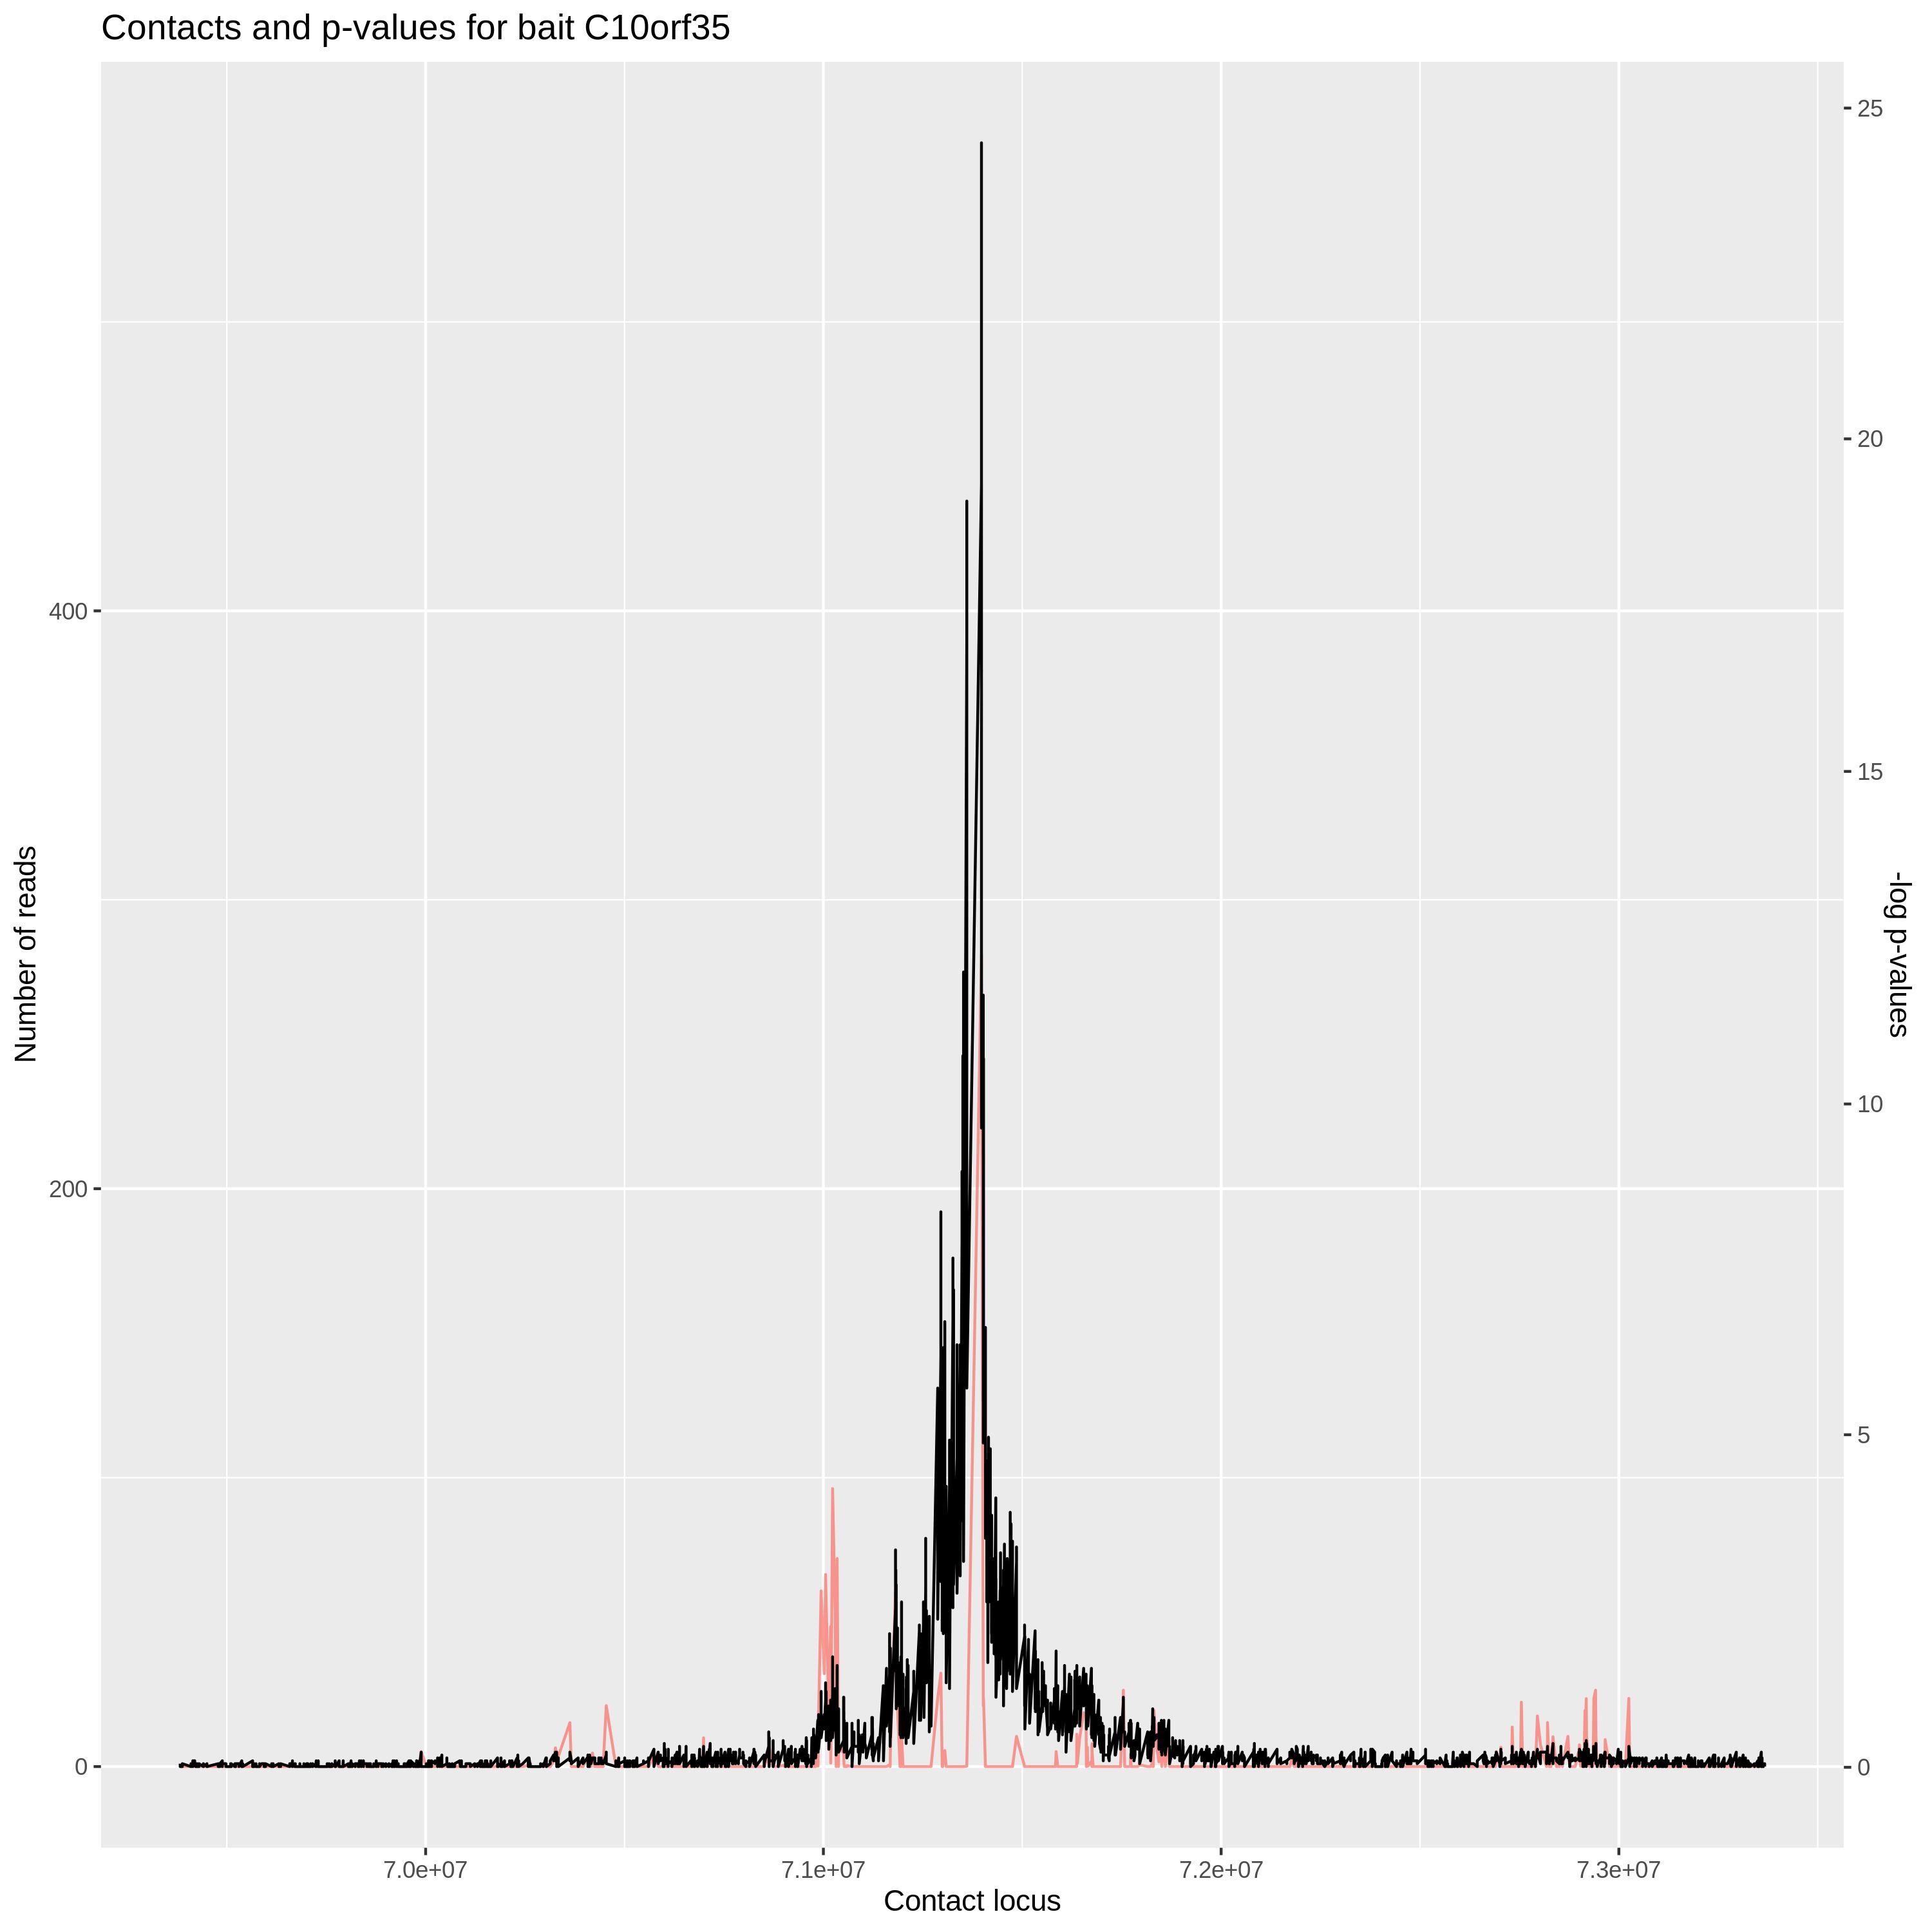 Contacts and p-values for bait C10orf35
Number of reads
400
200
0
25
20
15
10
5
0
-log p-values
7.0e+07
7.1e+07
7.2e+07
7.3e+07
Contact locus